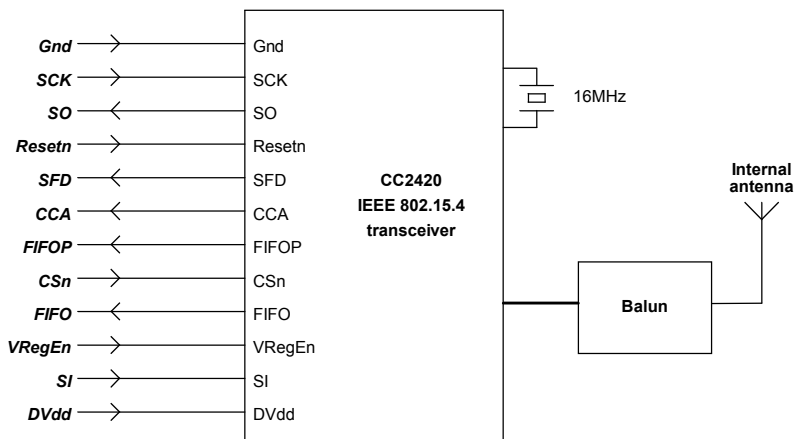 Gnd Gnd
SCK SCK
SO SO
Resetn Resetn
SFD SFD
CCA CCA
FIFOP FIFOP
CSn CSn
FIFO FIFO
VRegEn VRegEn
SI SI
DVdd DVdd
CC2420
IEEE 802.15.4
transceiver
16MHz
Internal
antenna
Balun